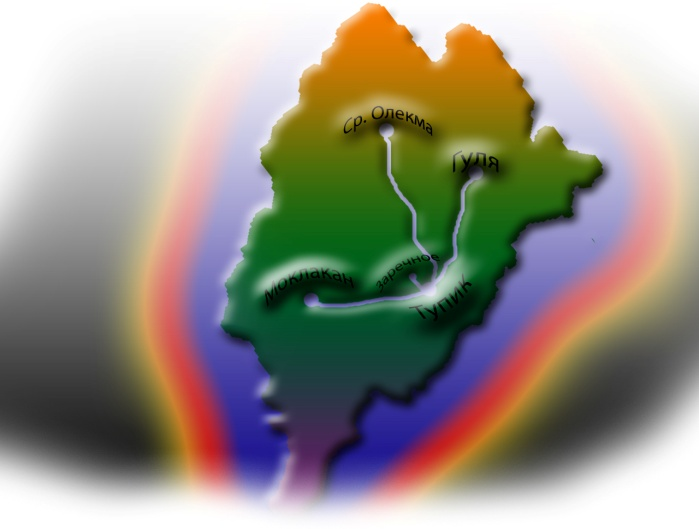 Ср. Олекма
Гуля
Заречное
Моклакан
Тупик